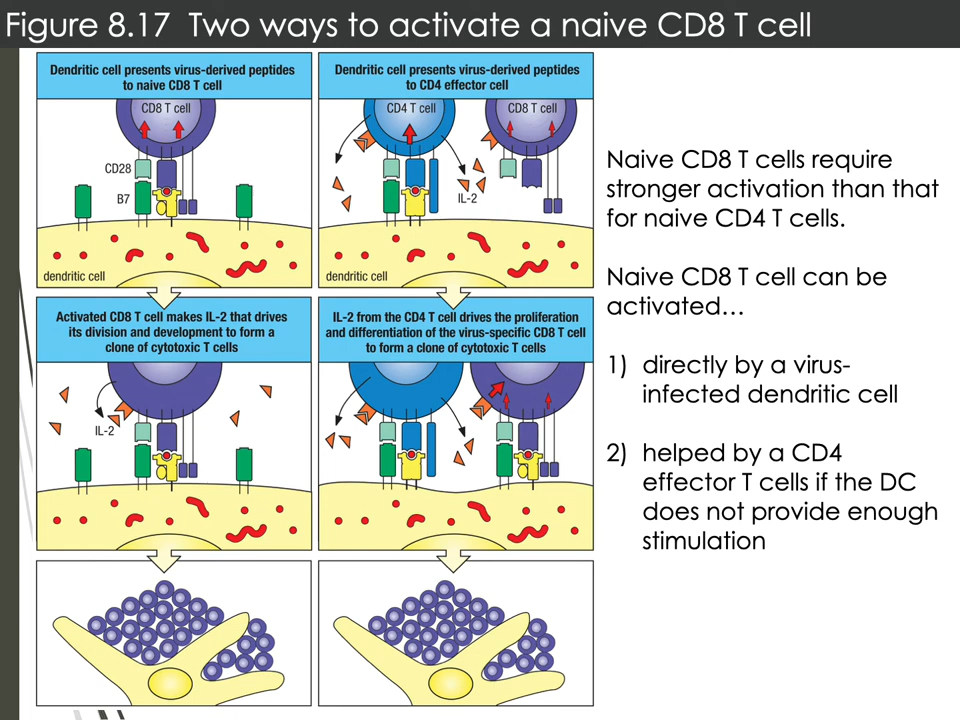 Figure 8.17 Two ways to activate a naive CD8 T cell
Dendritic cell presents virus-derived peptides
to naive CD8 T cell
CD8 T cell
CD28
B7
dendritic cell
Dendritic cell presents virus-derived peptides
to CD4 effector cell
CD4 T cell
CD8 T cell
IL-2
dendritic cell
Activated CD8 T cell makes IL-2 that drives
its division and development to form a
clone of cytotoxic T cells
IL-2
IL-2 from the CD4 T cell drives the proliferation
and differentiation of the virus-specific CD8 T cell
to form a clone of cytotoxic T cells
Naive CD8 T cells require
stronger activation than that
for naive CD4 T cells.
Naive CD8 T cell can be
activated…
1) directly by a virus-
infected dendritic cell
2) helped by a CD4
effector T cells if the DC
does not provide enough
stimulation